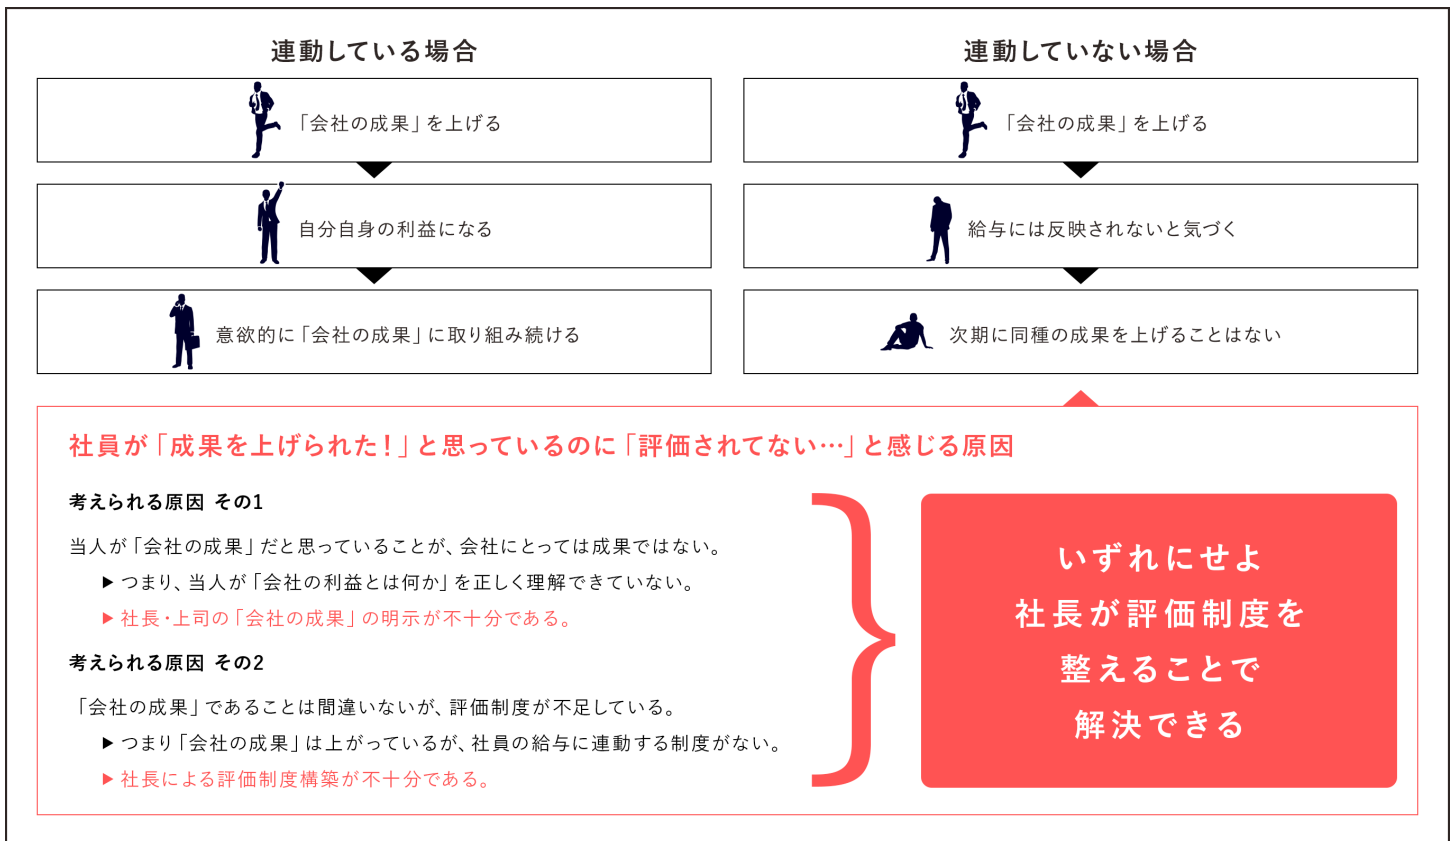 連動している場合
「会社の成果」を上げる
自分自身の利益になる
意欲的に「会社の成果」に取り組み続ける
連動していない場合
「会社の成果」を上げる
給与には反映されないと気づく
次期に同種の成果を上げることはない
社員が「成果を上げられた！」と思っているのに「評価されてない…」と感じる原因
考えられる原因 その1
当人が「会社の成果」だと思っていることが、会社にとっては成果ではない。
▶つまり、当人が「会社の利益とは何か」を正しく理解できていない。
▶社長・上司の「会社の成果」の明示が不十分である。
考えられる原因 その2
「会社の成果」であることは間違いないが、評価制度が不足している。
▶つまり「会社の成果」は上がっているが、社員の給与に連動する制度がない。
▶社長による評価制度構築が不十分である。
いずれにせよ
社長が評価制度を
整えることで
解決できる